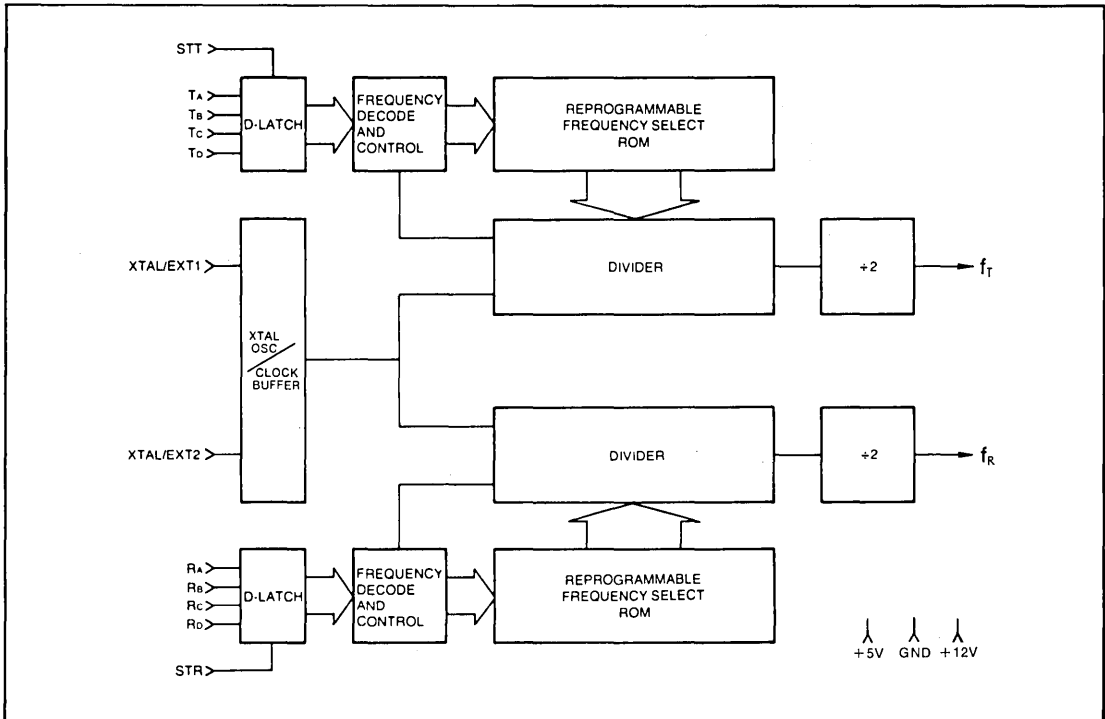 STT
TA
TB
TC
TD
D-LATCH
FREQUENCY
DECODE
AND
CONTROL
REPROGRAMMABLE
FREQUENCY SELECT
ROM
XTAL/EXT1
XTAL
OSC
CLOCK
BUFFER
DIVIDER
÷2
fT
XTAL/EXT2
DIVIDER
÷2
fR
RA
RB
RC
RD
D-LATCH
STR
FREQUENCY
DECODE
AND
CONTROL
REPROGRAMMABLE
FREQUENCY SELECT
ROM
+5V GND +12V